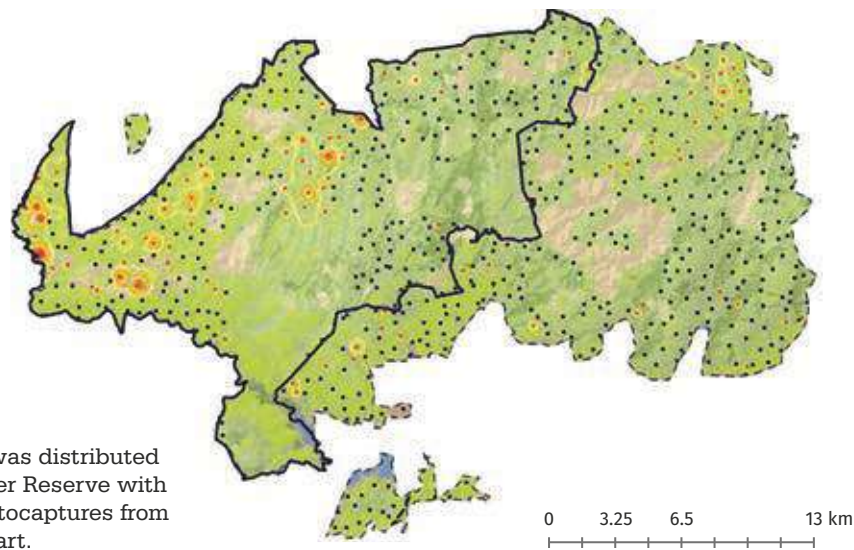 was distributed
er Reserve with
tocaptures from
art.
0 3.25 6.5 13 km